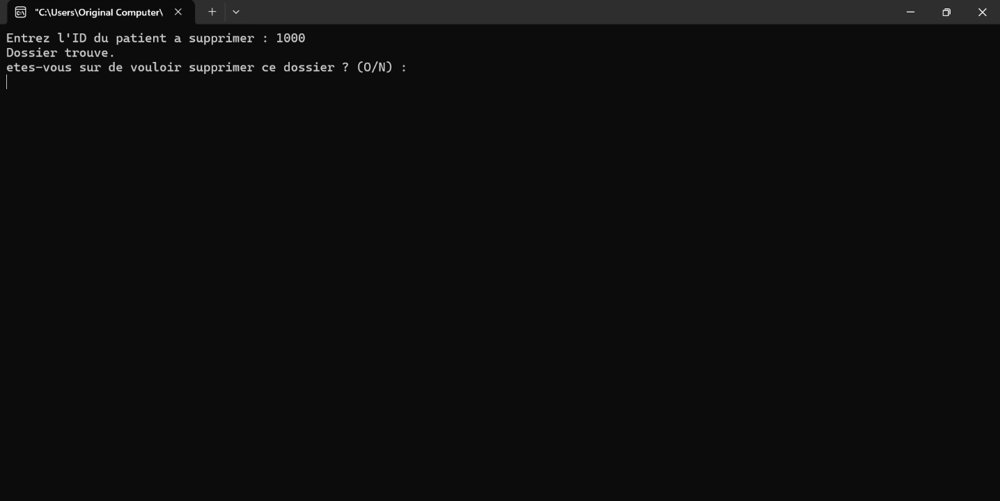 "C:\Users\Original Computer\
Entrez l'ID du patient a supprimer : 1000
Dossier trouve.
etes-vous sur de vouloir supprimer ce dossier ? (O/N) :